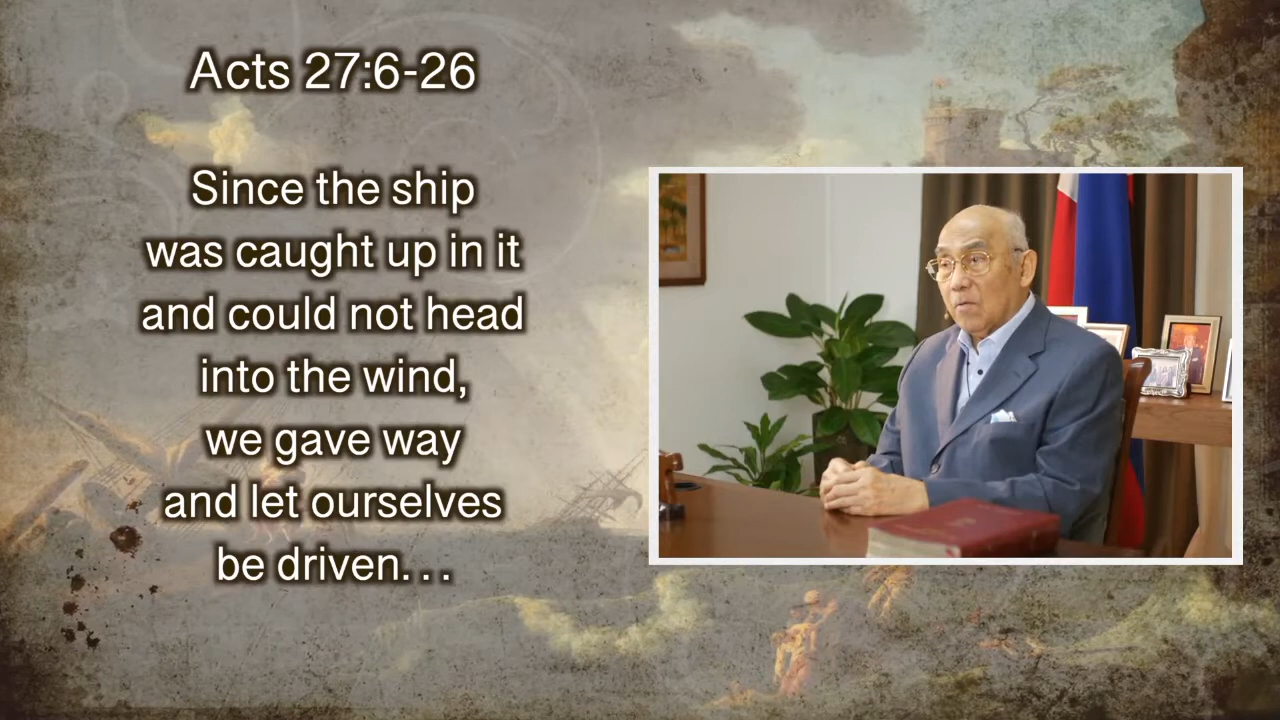 Acts 27:6-26
Since the ship
was caught up in it
and could not head
into the wind,
we gave way
and let ourselves
be driven. . .